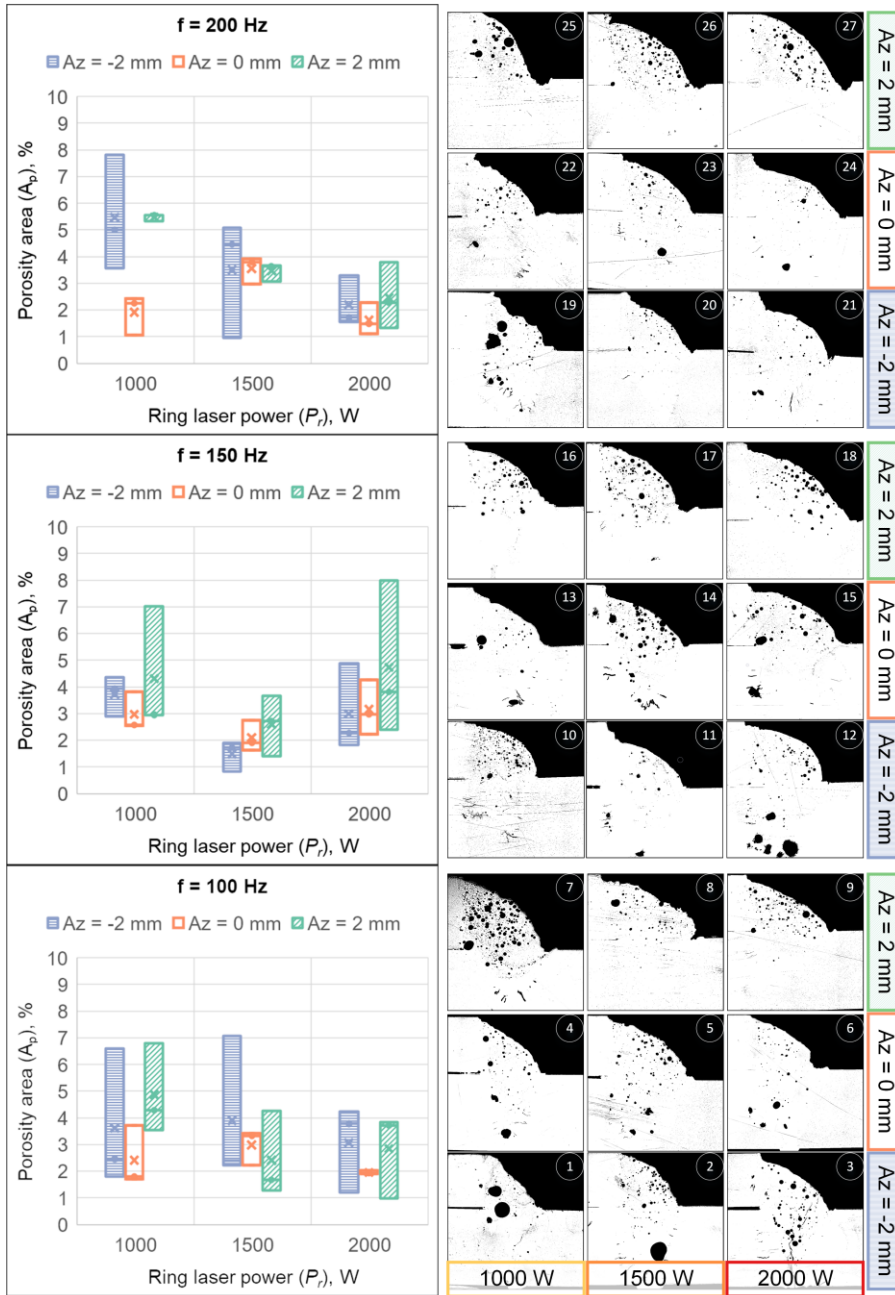 f = 200 Hz
Az = -2 mm Az = 0 mm Az = 2 mm
Porosity area (Aₚ), %
10
9
8
7
6
5
4
3
2
1
0
1000 1500 2000
Ring laser power (Pᵣ), W
25 26 27
Az = 2 mm
22 23 24
Az = 0 mm
19 20 21
Az = -2 mm
f = 150 Hz
Az = -2 mm Az = 0 mm Az = 2 mm
Porosity area (Aₚ), %
10
9
8
7
6
5
4
3
2
1
0
1000 1500 2000
Ring laser power (Pᵣ), W
16 17 18
Az = 2 mm
13 14 15
Az = 0 mm
10 11 12
Az = -2 mm
f = 100 Hz
Az = -2 mm Az = 0 mm Az = 2 mm
Porosity area (Aₚ), %
10
9
8
7
6
5
4
3
2
1
0
1000 1500 2000
Ring laser power (Pᵣ), W
7 8 9
Az = 2 mm
4 5 6
Az = 0 mm
1 2 3
Az = -2 mm
1000 W 1500 W 2000 W